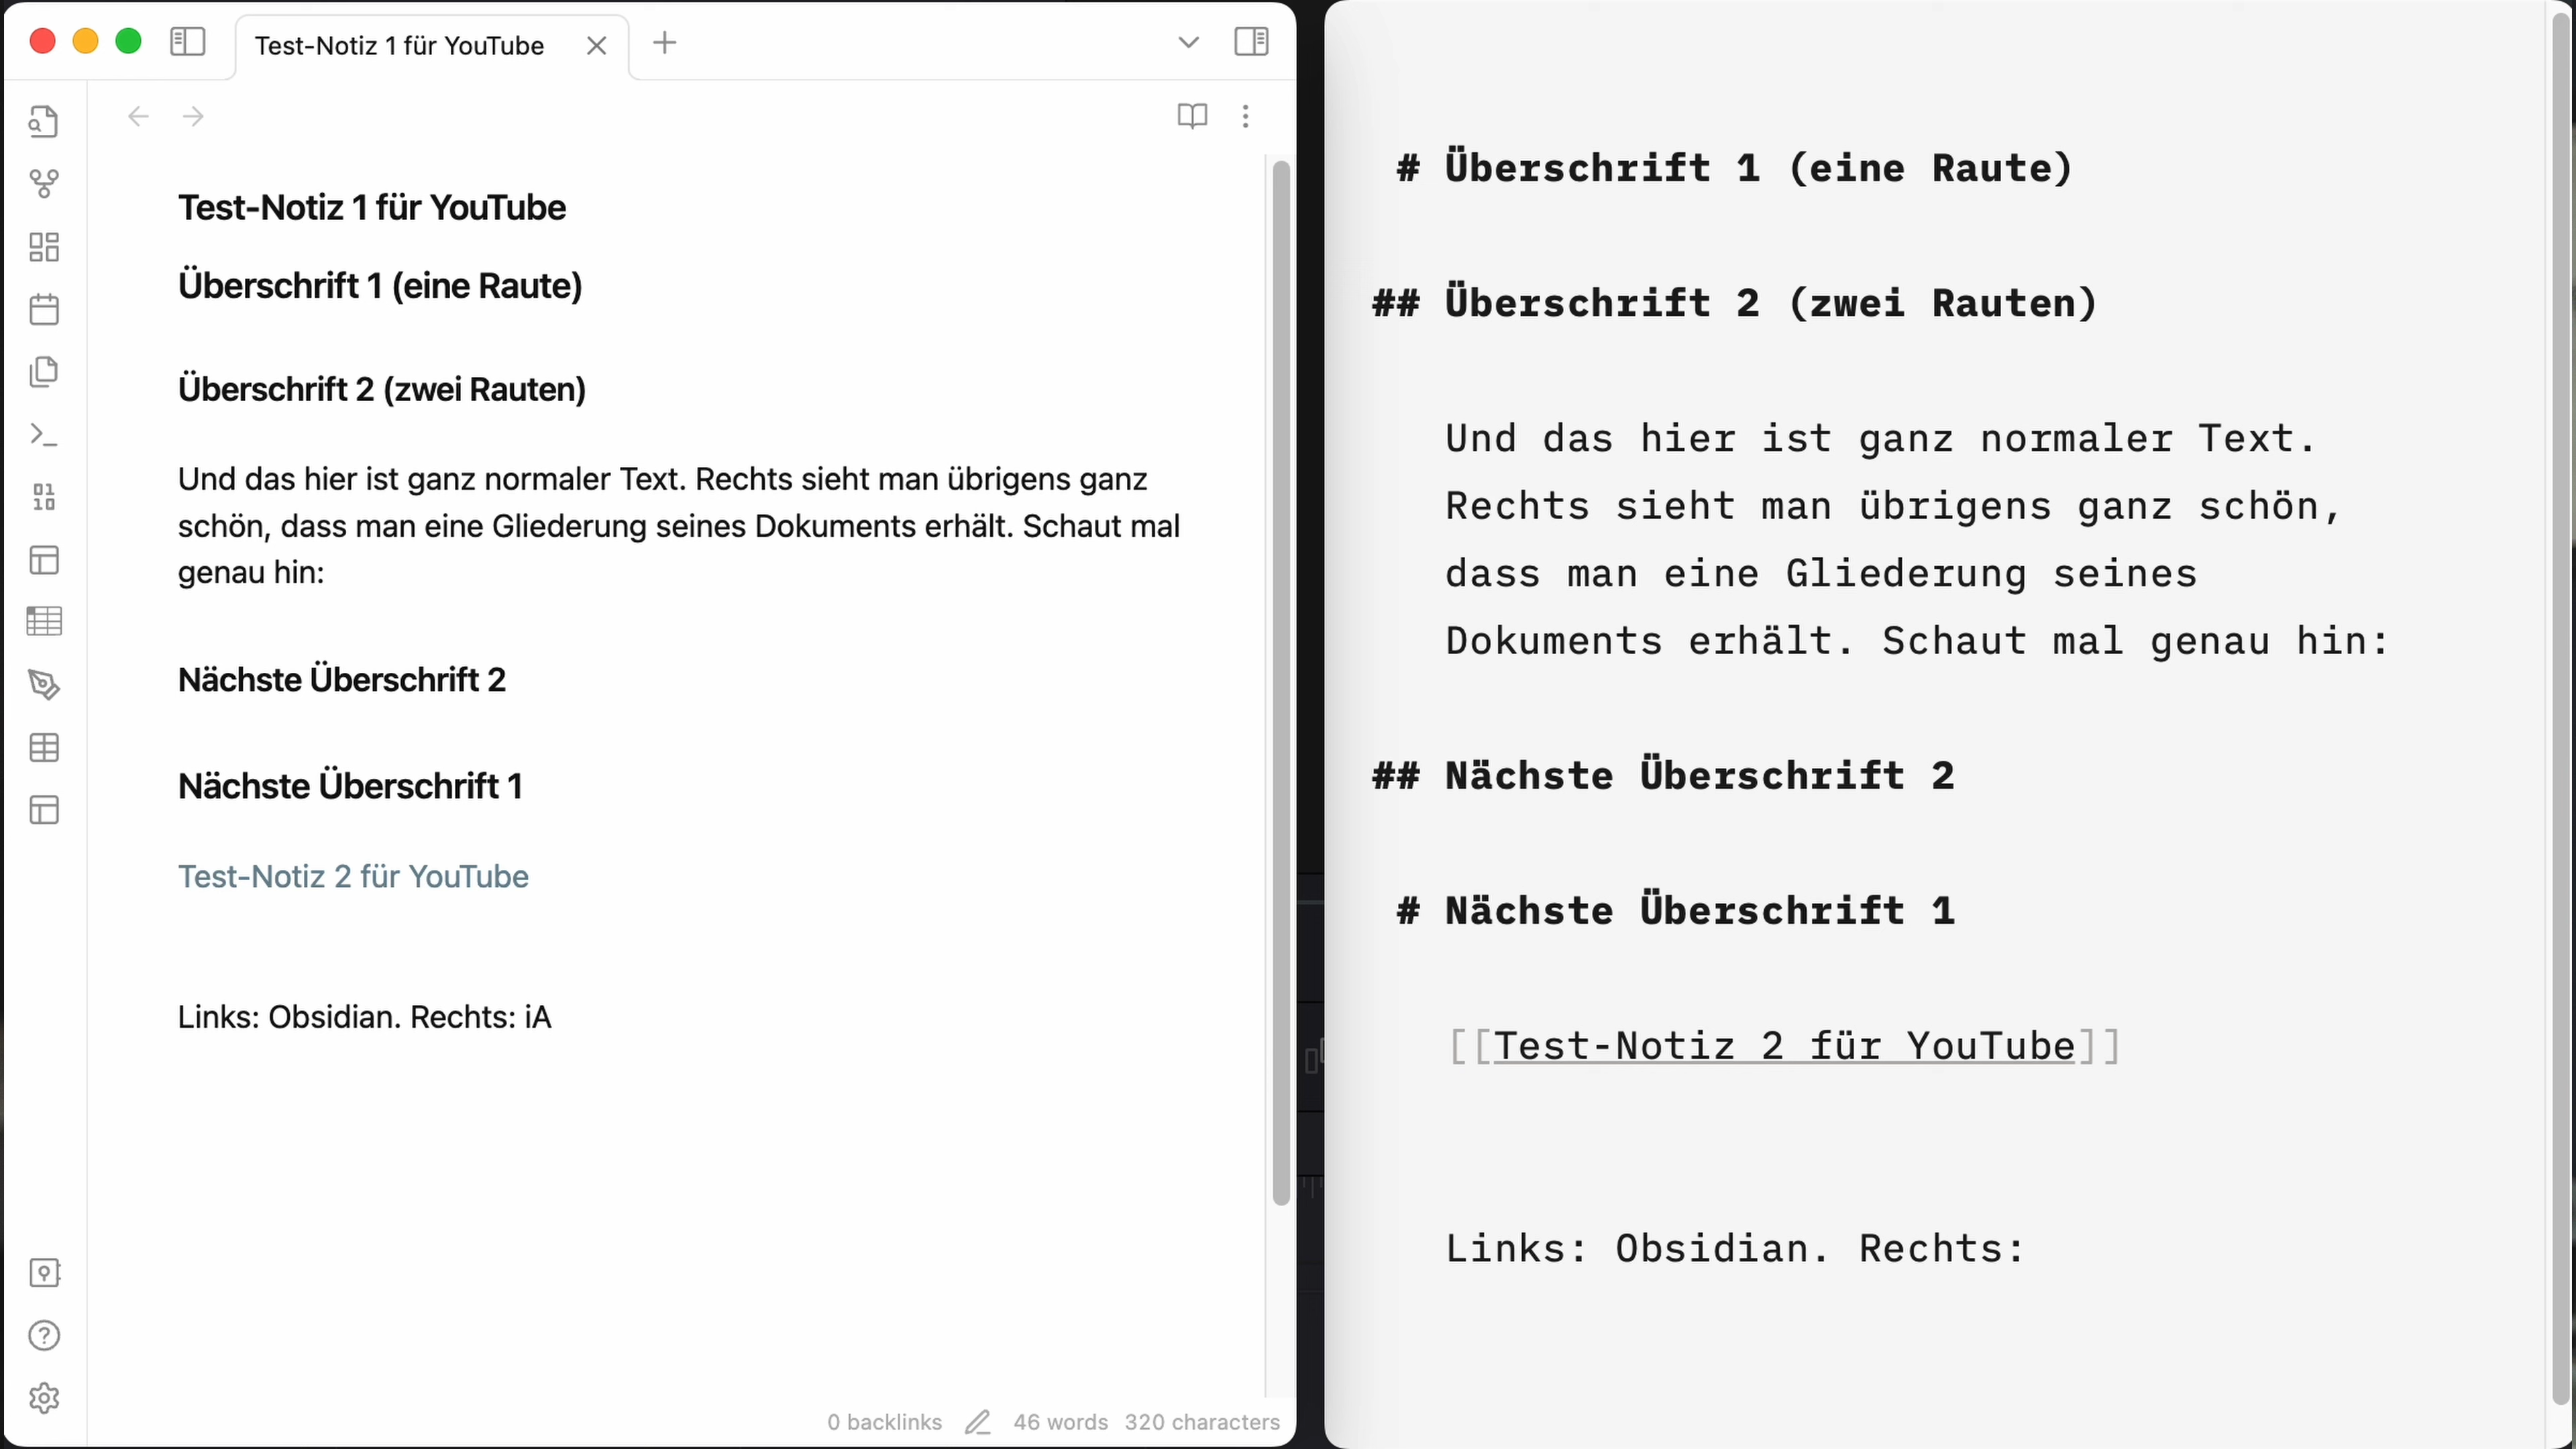 Test-Notiz 1 für YouTube
Test-Notiz 1 für YouTube
Überschrift 1 (eine Raute)
Überschrift 2 (zwei Rauten)
Und das hier ist ganz normaler Text. Rechts sieht man übrigens ganz
schön, dass man eine Gliederung seines Dokuments erhält. Schaut mal
genau hin:
Nächste Überschrift 2
Nächste Überschrift 1
Test-Notiz 2 für YouTube
Links: Obsidian. Rechts: iA
0 backlinks 46 words 320 characters
# Überschrift 1 (eine Raute)
## Überschrift 2 (zwei Rauten)
Und das hier ist ganz normaler Text.
Rechts sieht man übrigens ganz schön,
dass man eine Gliederung seines
Dokuments erhält. Schaut mal genau hin:
## Nächste Überschrift 2
# Nächste Überschrift 1
[[Test-Notiz 2 für YouTube]]
Links: Obsidian. Rechts: